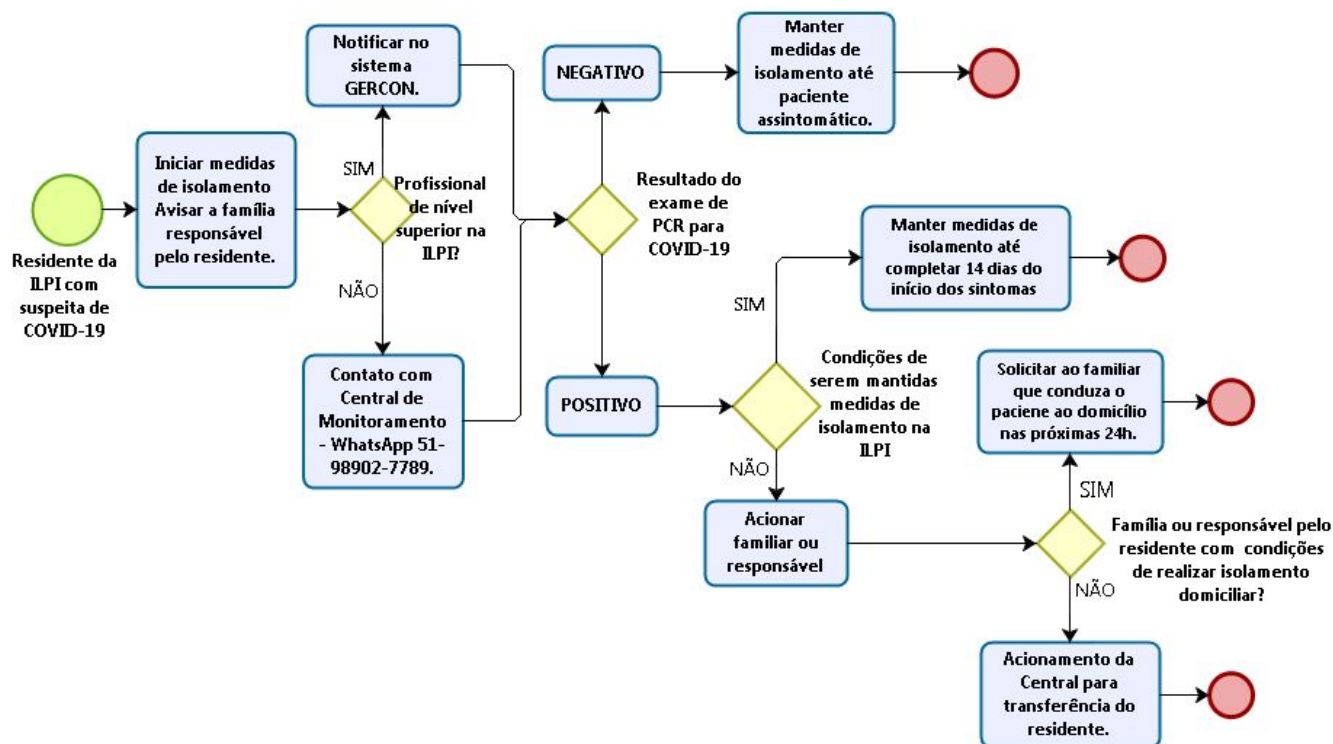 Residente da
ILPI com
suspeita de
COVID-19
Iniciar medidas
de isolamento
Avisar a família
responsável
pelo residente.
Profissional
de nível
superior na
ILPI?
SIM
Notificar no
sistema
GERCON.
NÃO
Contato com
Central de
Monitoramento
- WhatsApp 51-
98902-7789.
Resultado do
exame de
PCR para
COVIID-19
NEGATIVO
Manter
medidas de
isolamento até
paciente
assintomático.
POSITIVO
Condições de
serem mantidas
medidas de
isolamento na
ILPI
SIM
Manter medidas de
isolamento até
completar 14 dias do
início dos sintomas
NÃO
Acionar
familiar ou
responsável
Família ou responsável pelo
residente com condições
de realizar isolamento
domiciliar?
SIM
Solicitar ao familiar
que conduza o
paciene ao domicílio
nas próximas 24h.
NÃO
Acionamento da
Central para
transferência do
residente.